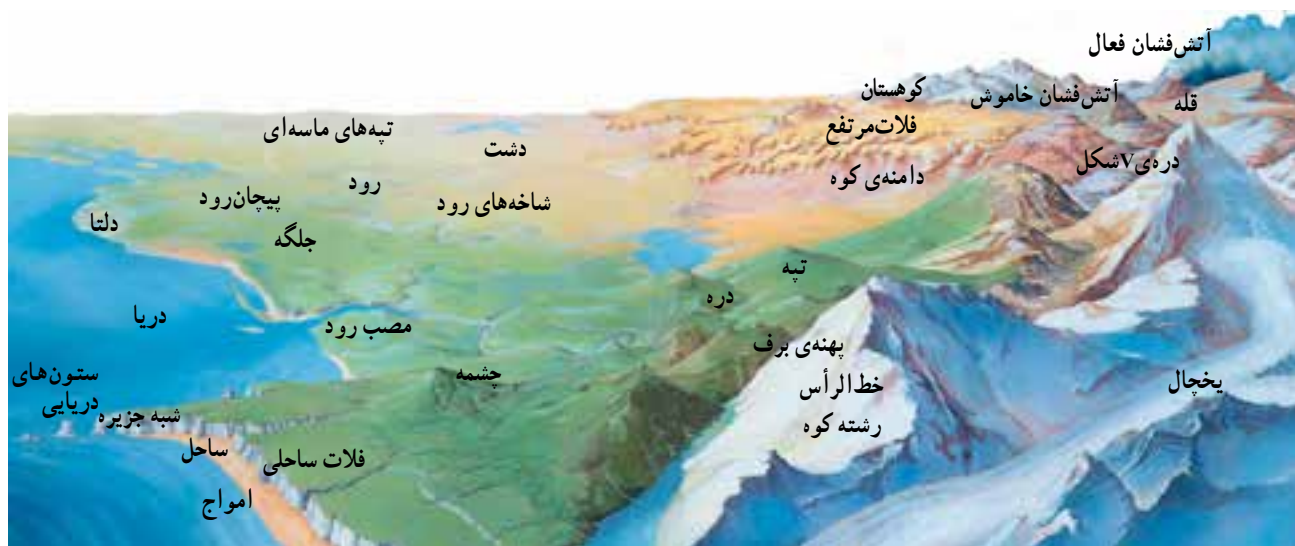 آتش‌فشان فعال
کوهستان
آتش‌فشان خاموش
قله
تپه‌های ماسه‌ای
فلات مرتفع
دشت
دره‌ی V شکل
دامنه‌ی کوه
رود
پیچان‌رود
شاخه‌های رود
دلتا
جلگه
تپه
دره
دریا
مصب رود
پهنه‌ی برف
چشمه
ستون‌های
دریایی
خط‌الرأس
رشته کوه
یخچال
شبه جزیره
ساحل
فلات ساحلی
امواج